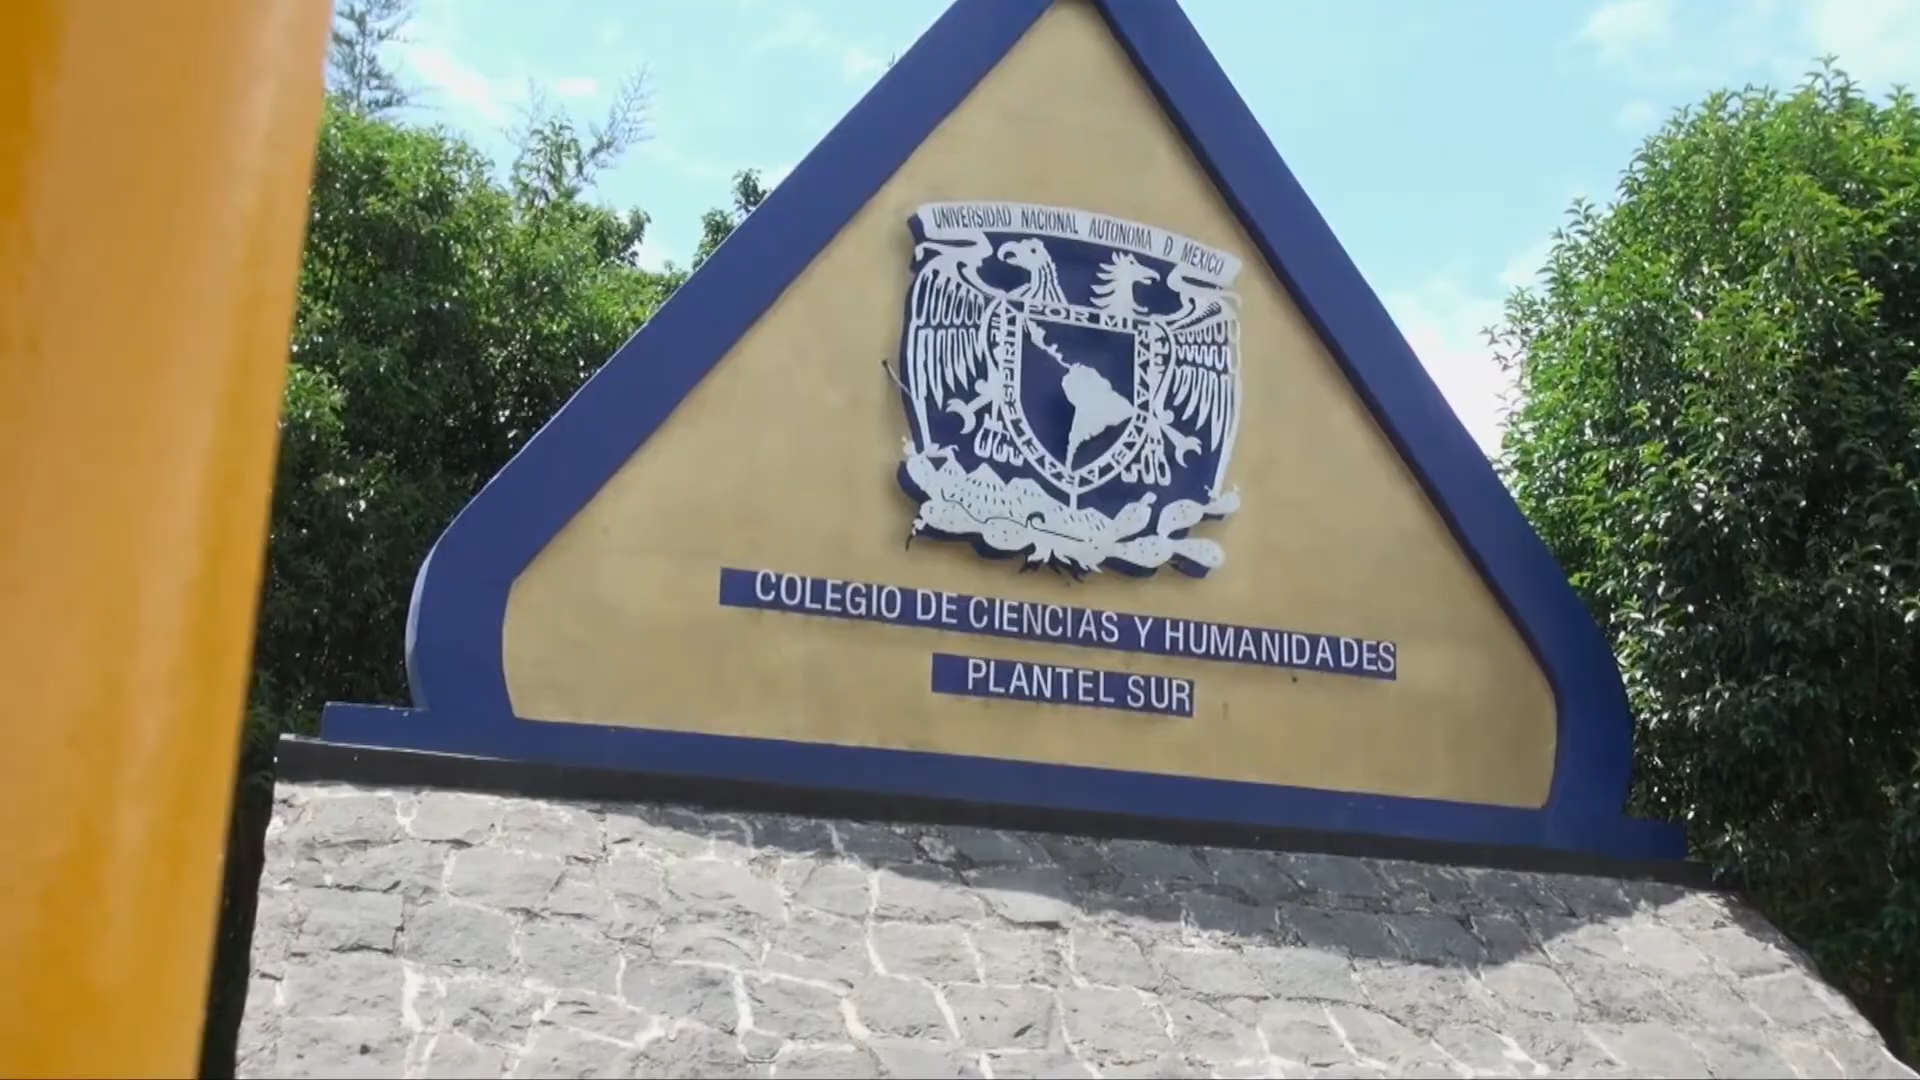 UNIVERSIDAD NACIONAL AUTONOMA D MEXICO
POR MI RAZA HABLARA EL ESPIRITU
COLEGIO DE CIENCIAS Y HUMANIDADES
PLANTEL SUR